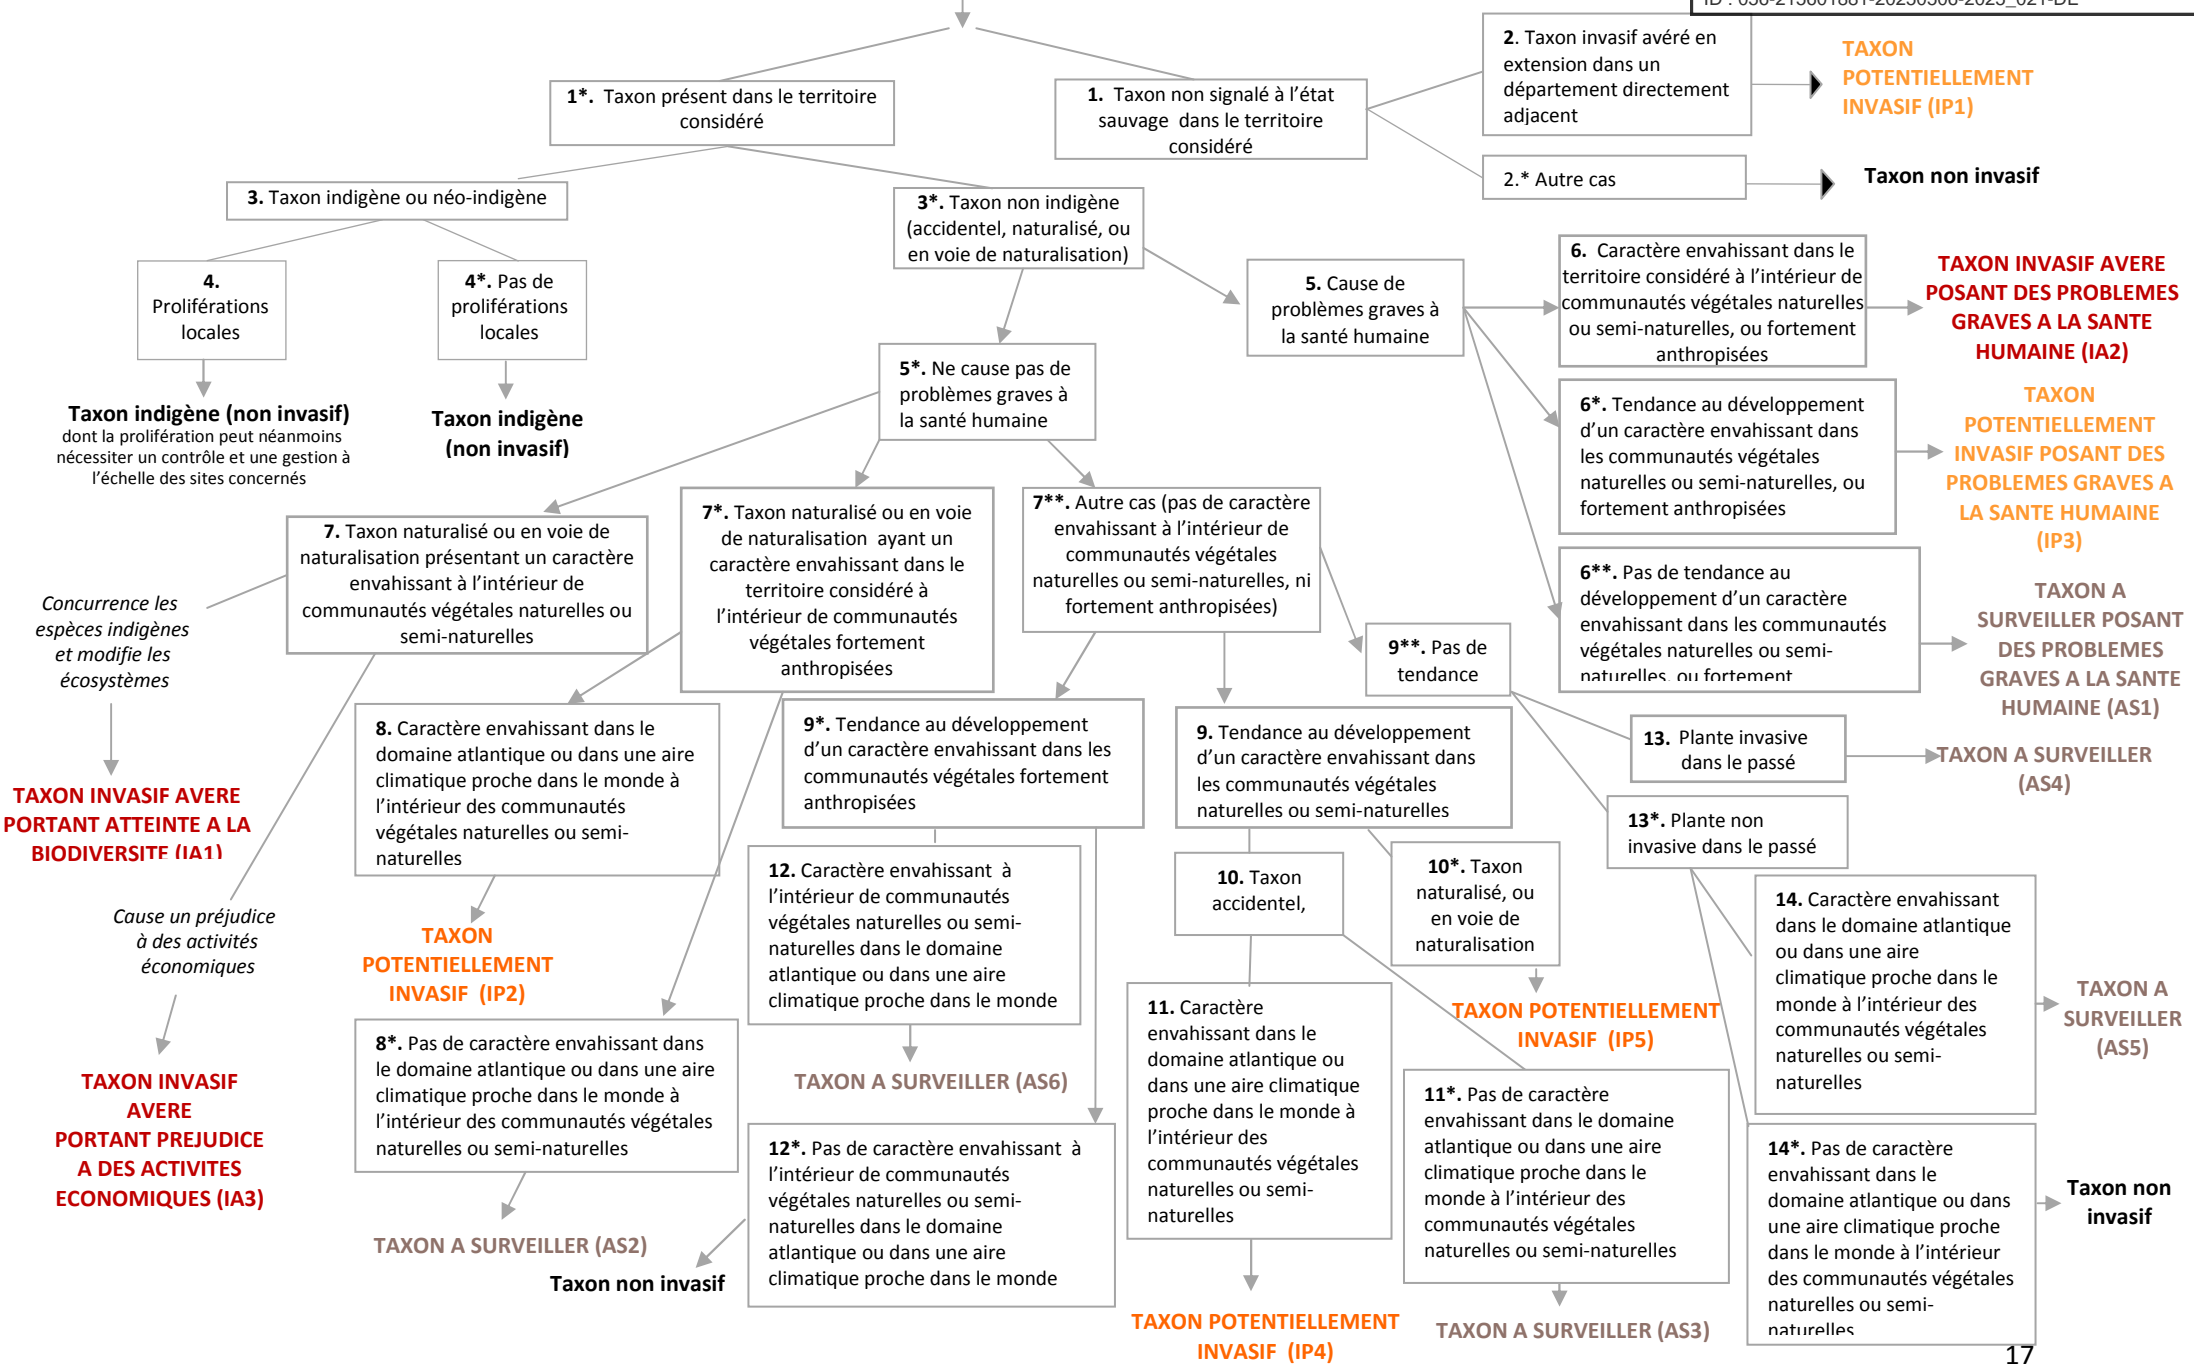 ID : 056-215601881-20250306-2025_021-DE
2. Taxon invasif avéré en
extension dans un
département directement
adjacent
TAXON
POTENTIELLEMENT
INVASIF (IP1)
1*. Taxon présent dans le territoire
considéré
1. Taxon non signalé à l’état
sauvage dans le territoire
considéré
2.* Autre cas
Taxon non invasif
3. Taxon indigène ou néo-indigène
3*. Taxon non indigène
(accidentel, naturalisé, ou
en voie de naturalisation)
4.
Proliférations
locales
4*. Pas de
proliférations
locales
5. Cause de
problèmes graves à
la santé humaine
6. Caractère envahissant dans le
territoire considéré à l’intérieur de
communautés végétales naturelles
ou semi-naturelles, ou fortement
anthropisées
TAXON INVASIF AVERE
POSANT DES PROBLEMES
GRAVES A LA SANTE
HUMAINE (IA2)
5*. Ne cause pas de
problèmes graves à
la santé humaine
Taxon indigène (non invasif)
dont la prolifération peut néanmoins
nécessiter un contrôle et une gestion à
l’échelle des sites concernés
Taxon indigène
(non invasif)
6*. Tendance au développement
d’un caractère envahissant dans
les communautés végétales
naturelles ou semi-naturelles, ou
fortement anthropisées
TAXON
POTENTIELLEMENT
INVASIF POSANT DES
PROBLEMES GRAVES A
LA SANTE HUMAINE
(IP3)
7. Taxon naturalisé ou en voie de
naturalisation présentant un caractère
envahissant à l’intérieur de
communautés végétales naturelles ou
semi-naturelles
7*. Taxon naturalisé ou en voie
de naturalisation ayant un
caractère envahissant dans le
territoire considéré à
l’intérieur de communautés
végétales fortement
anthropisées
7**. Autre cas (pas de caractère
envahissant à l’intérieur de
communautés végétales
naturelles ou semi-naturelles, ni
fortement anthropisées)
6**. Pas de tendance au
développement d’un caractère
envahissant dans les communautés
végétales naturelles ou semi-
naturelles, ou fortement
TAXON A
SURVEILLER POSANT
DES PROBLEMES
GRAVES A LA SANTE
HUMAINE (AS1)
Concurrence les
espèces indigènes
et modifie les
écosystèmes
9**. Pas de
tendance
8. Caractère envahissant dans le
domaine atlantique ou dans une aire
climatique proche dans le monde à
l’intérieur des communautés
végétales naturelles ou semi-
naturelles
9*. Tendance au développement
d’un caractère envahissant dans les
communautés végétales fortement
anthropisées
9. Tendance au développement
d’un caractère envahissant dans
les communautés végétales
naturelles ou semi-naturelles
13. Plante invasive
dans le passé
TAXON A SURVEILLER
(AS4)
TAXON INVASIF AVERE
PORTANT ATTEINTE A LA
BIODIVERSITE (IA1)
13*. Plante non
invasive dans le passé
12. Caractère envahissant à
l’intérieur de communautés
végétales naturelles ou semi-
naturelles dans le domaine
atlantique ou dans une aire
climatique proche dans le monde
10. Taxon
accidentel,
10*. Taxon
naturalisé, ou
en voie de
naturalisation
14. Caractère envahissant
dans le domaine atlantique
ou dans une aire
climatique proche dans le
monde à l’intérieur des
communautés végétales
naturelles ou semi-
naturelles
TAXON A
SURVEILLER
(AS5)
Cause un préjudice
à des activités
économiques
TAXON
POTENTIELLEMENT
INVASIF (IP2)
11. Caractère
envahissant dans le
domaine atlantique ou
dans une aire climatique
proche dans le monde à
l’intérieur des
communautés végétales
naturelles ou semi-
naturelles
TAXON POTENTIELLEMENT
INVASIF (IP5)
8*. Pas de caractère envahissant dans
le domaine atlantique ou dans une aire
climatique proche dans le monde à
l’intérieur des communautés végétales
naturelles ou semi-naturelles
TAXON A SURVEILLER (AS6)
TAXON INVASIF
AVERE
PORTANT PREJUDICE
A DES ACTIVITES
ECONOMIQUES (IA3)
11*. Pas de caractère
envahissant dans le domaine
atlantique ou dans une aire
climatique proche dans le
monde à l’intérieur des
communautés végétales
naturelles ou semi-naturelles
12*. Pas de caractère envahissant à
l’intérieur de communautés
végétales naturelles ou semi-
naturelles dans le domaine
atlantique ou dans une aire
climatique proche dans le monde
14*. Pas de caractère
envahissant dans le
domaine atlantique ou dans
une aire climatique proche
dans le monde à l’intérieur
des communautés végétales
naturelles ou semi-
naturelles
Taxon non
invasif
TAXON A SURVEILLER (AS2)
Taxon non invasif
TAXON POTENTIELLEMENT
INVASIF (IP4)
TAXON A SURVEILLER (AS3)
17